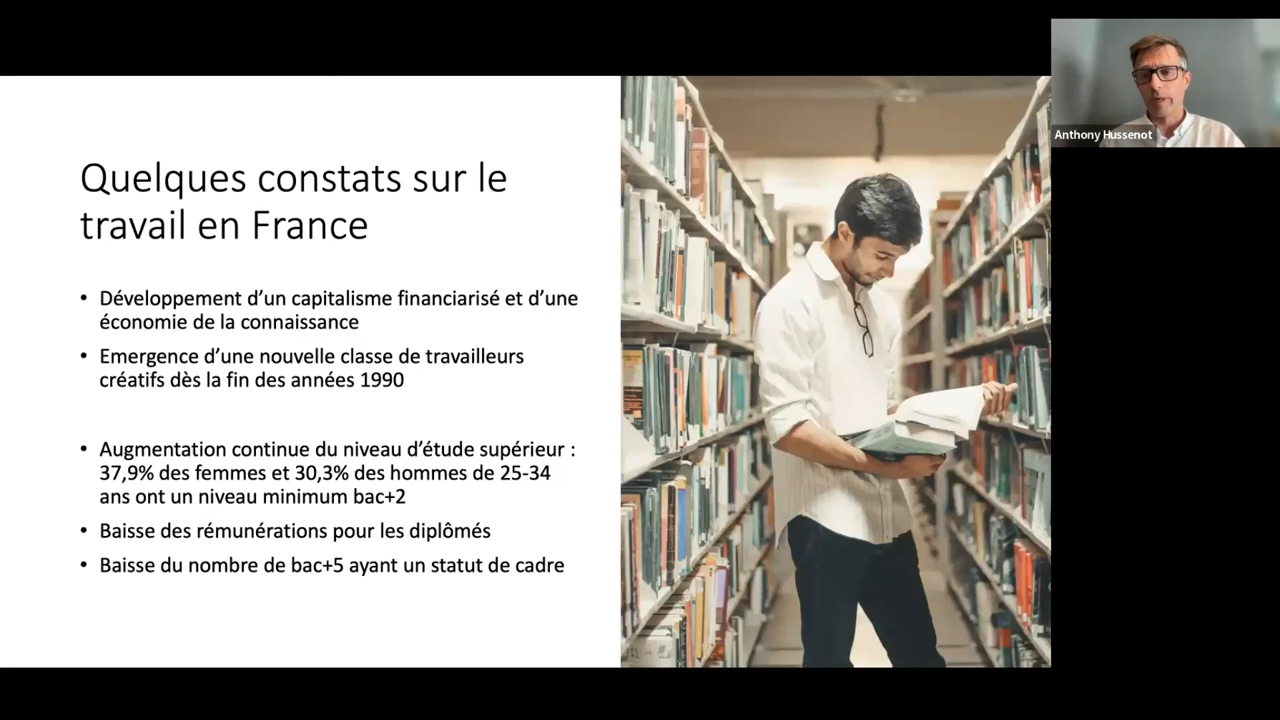 Quelques constats sur le
travail en France
• Développement d’un capitalisme financiarisé et d’une
économie de la connaissance
• Emergence d’une nouvelle classe de travailleurs
créatifs dès la fin des années 1990
• Augmentation continue du niveau d’étude supérieur :
37,9% des femmes et 30,3% des hommes de 25-34
ans ont un niveau minimum bac+2
• Baisse des rémunérations pour les diplômés
• Baisse du nombre de bac+5 ayant un statut de cadre
Anthony Hussenot